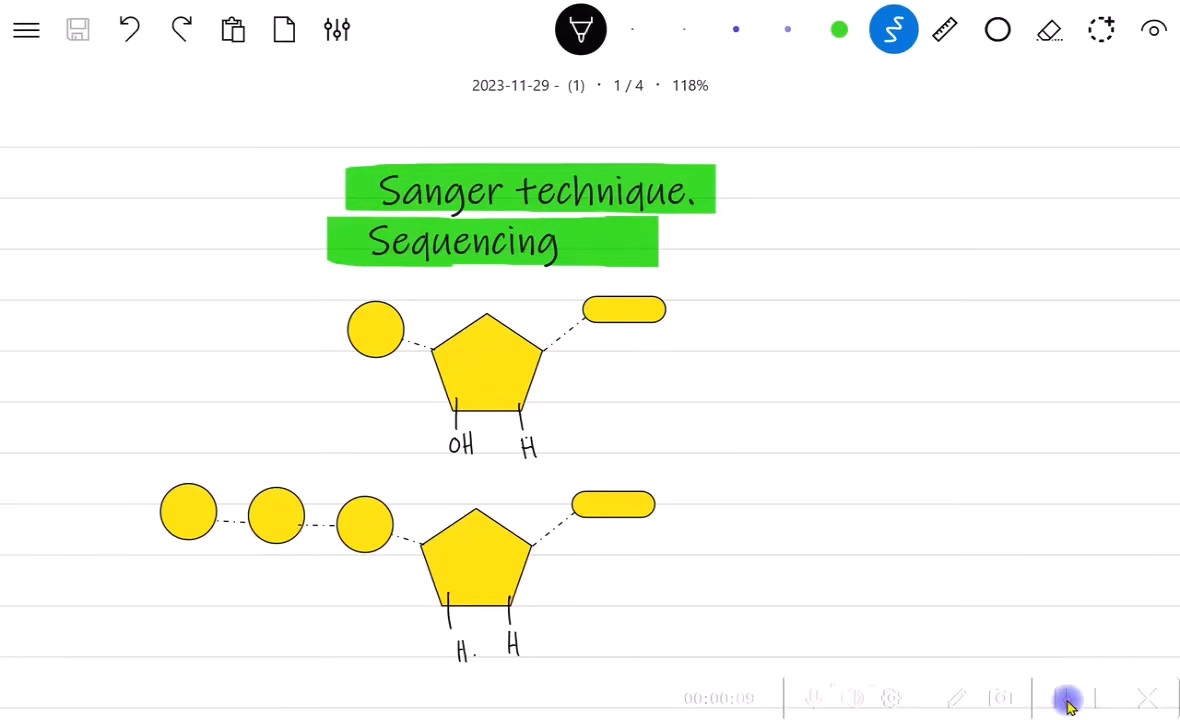 2023-11-29 - (1) · 1 / 4 · 118%
Sanger technique.
Sequencing
OH H
H. H
00:00:09